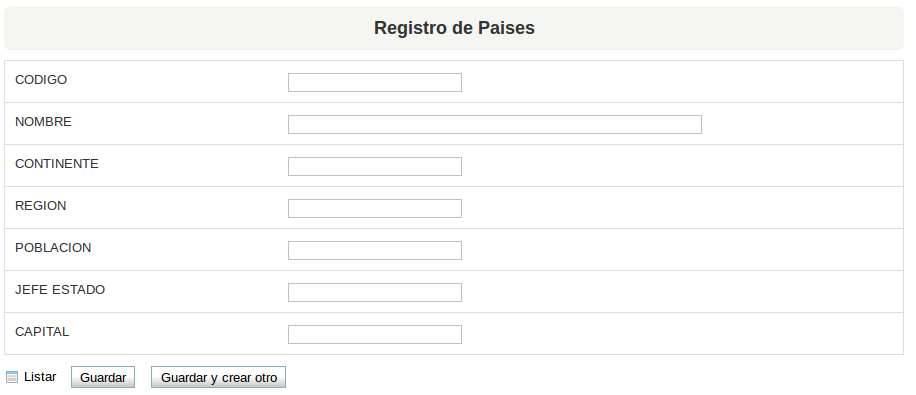 Registro de Paises
CODIGO
NOMBRE
CONTINENTE
REGION
POBLACION
JEFE ESTADO
CAPITAL
Listar Guardar Guardar y crear otro